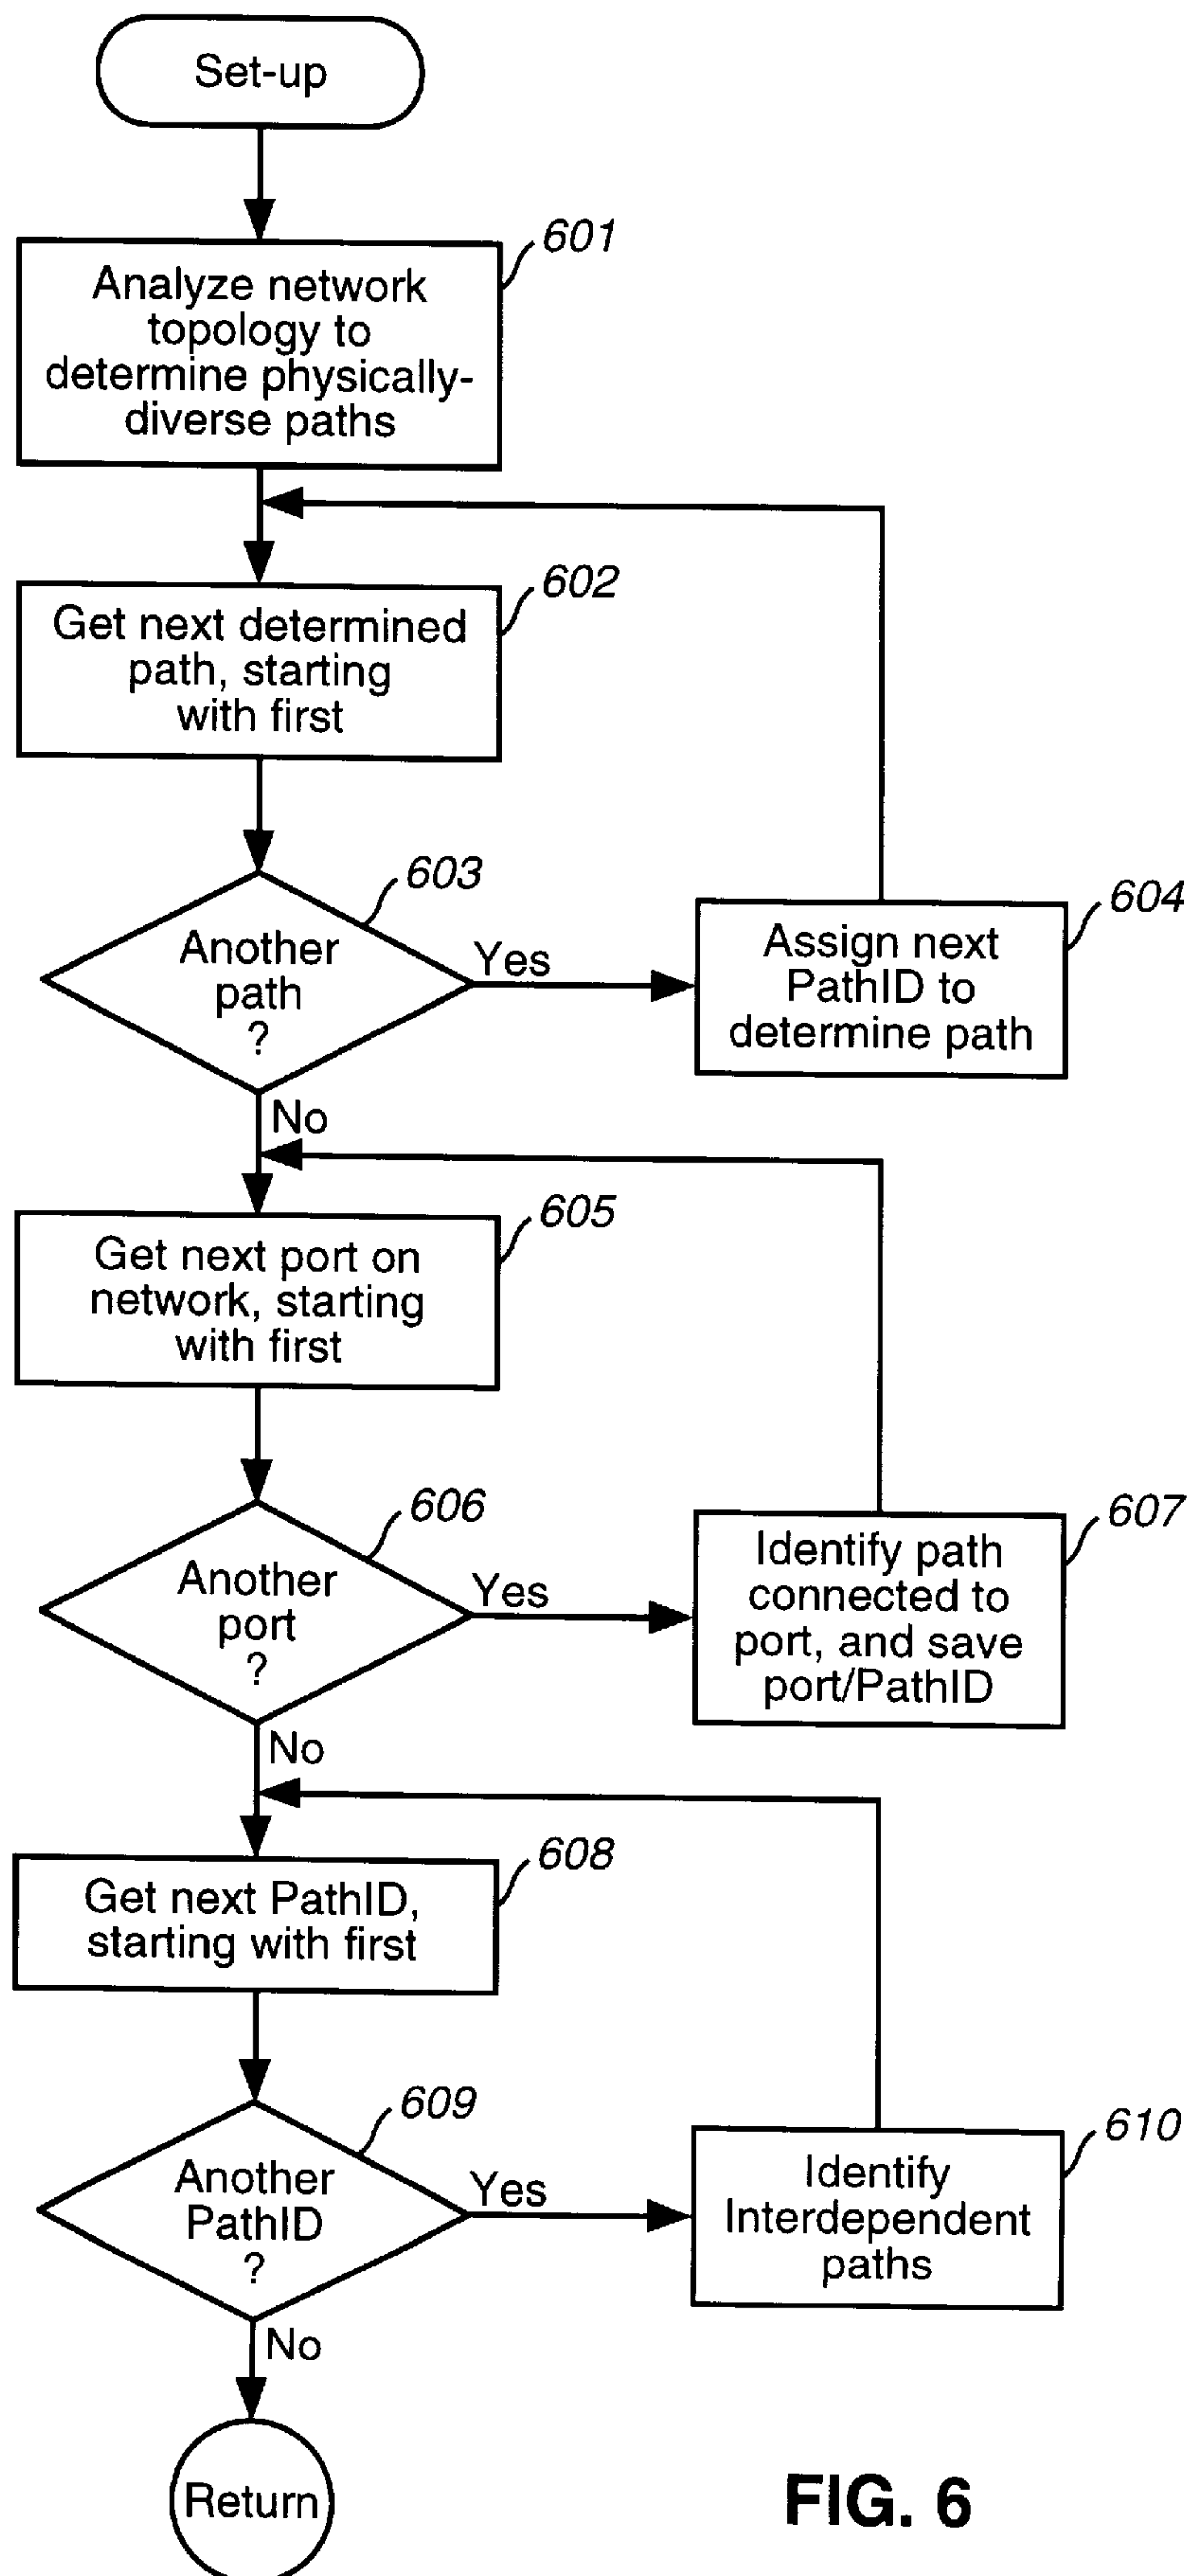 Set-up
601
Analyze network
topology to
determine physically-
diverse paths
602
Get next determined
path, starting
with first
603
Another
path
?
Yes
604
Assign next
PathID to
determine path
No
605
Get next port on
network, starting
with first
606
Another
port
?
Yes
607
Identify path
connected to
port, and save
port/PathID
No
608
Get next PathID,
starting with first
609
Another
PathID
?
Yes
610
Identify
Interdependent
paths
No
Return
FIG. 6